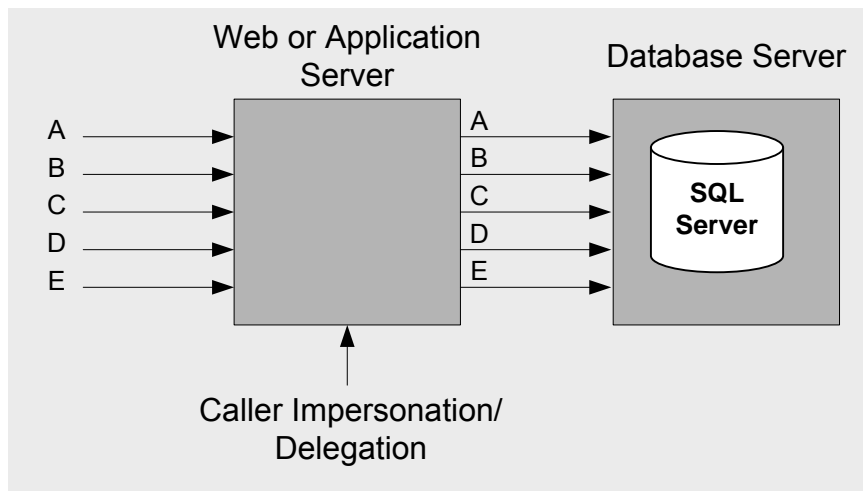 Web or Application
Server
Database Server
A
B
C
D
E
A
B
C
D
E
SQL
Server
Caller Impersonation/
Delegation